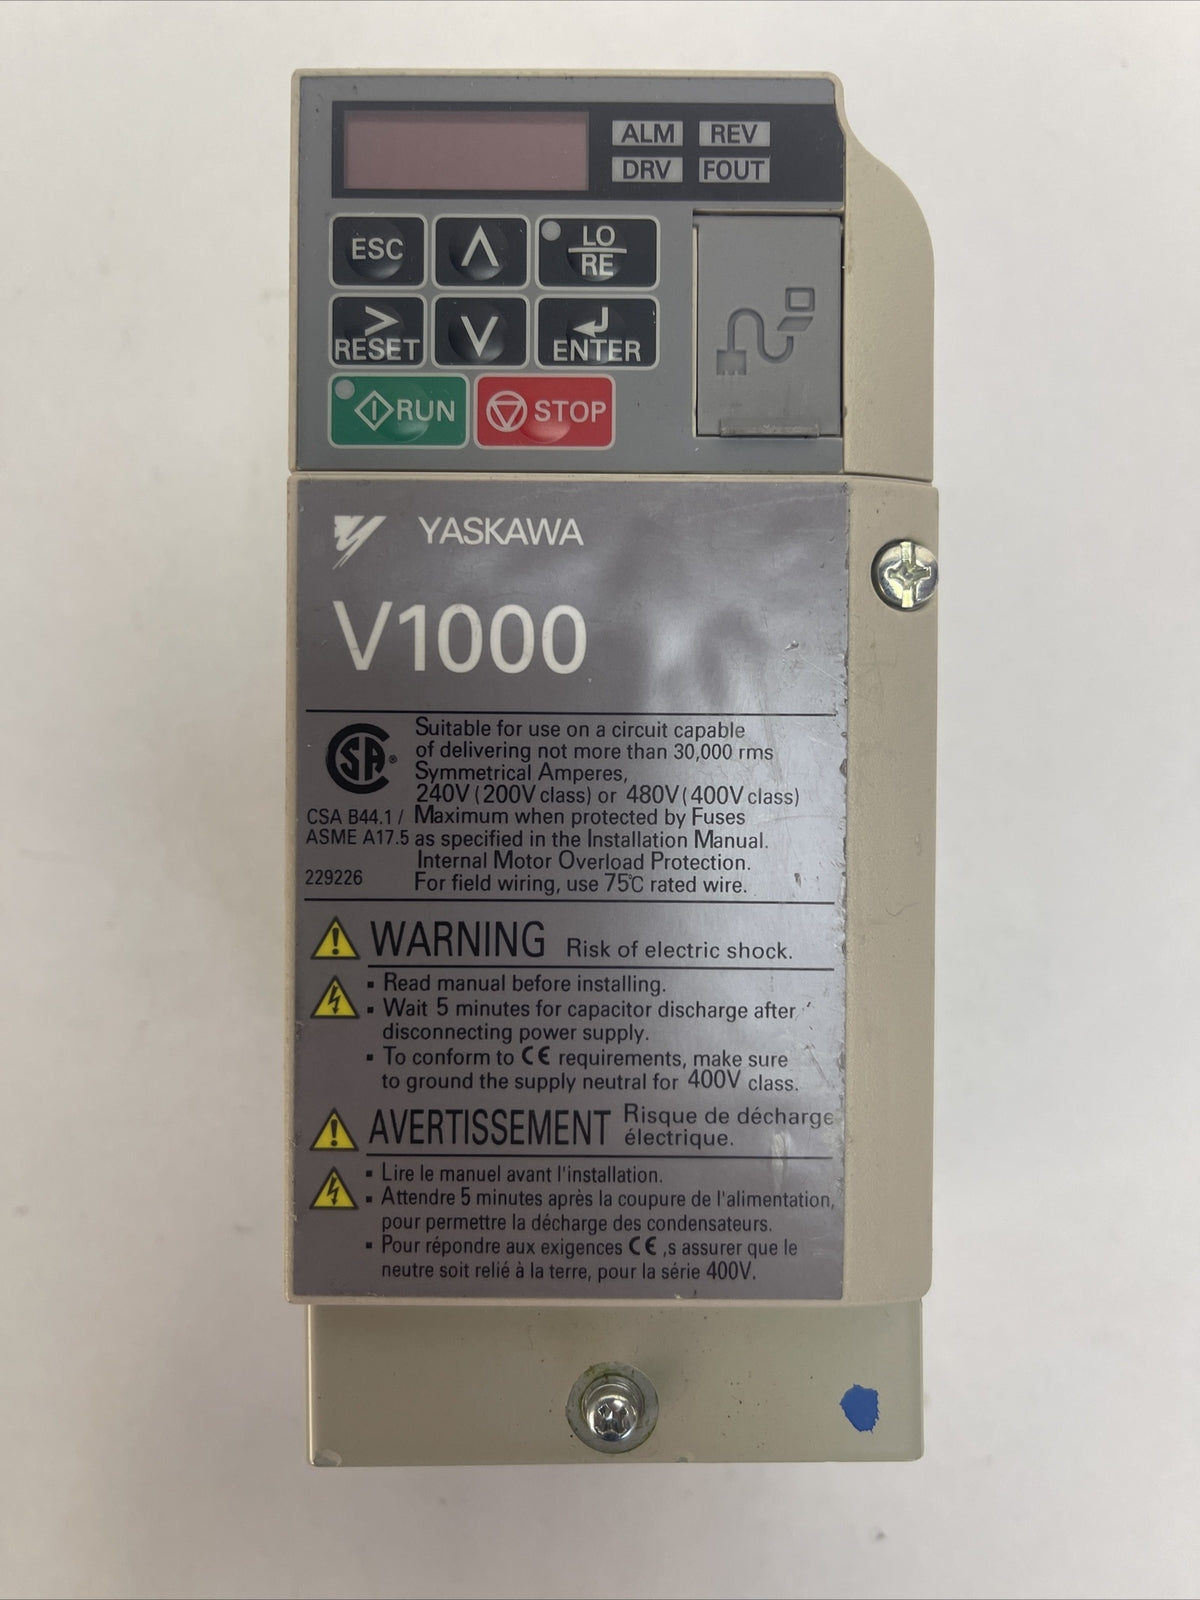 ALM REV
DRV FOUT
ESC
Λ
LO
RE
>
RESET
V
ENTER
RUN
STOP
YASKAWA
V1000
CSA®
CSA B44.1 /
ASME A17.5
229226
Suitable for use on a circuit capable
of delivering not more than 30,000 rms
Symmetrical Amperes,
240V (200V class) or 480V (400V class)
Maximum when protected by Fuses
as specified in the Installation Manual.
Internal Motor Overload Protection.
For field wiring, use 75℃ rated wire.
WARNING Risk of electric shock.
▪ Read manual before installing.
▪ Wait 5 minutes for capacitor discharge after
disconnecting power supply.
▪ To conform to CE requirements, make sure
to ground the supply neutral for 400V class.
AVERTISSEMENT Risque de décharge
électrique.
▪ Lire le manuel avant l'installation.
▪ Attendre 5 minutes après la coupure de l'alimentation,
pour permettre la décharge des condensateurs.
▪ Pour répondre aux exigences CE ,s assurer que le
neutre soit relié à la terre, pour la série 400V.